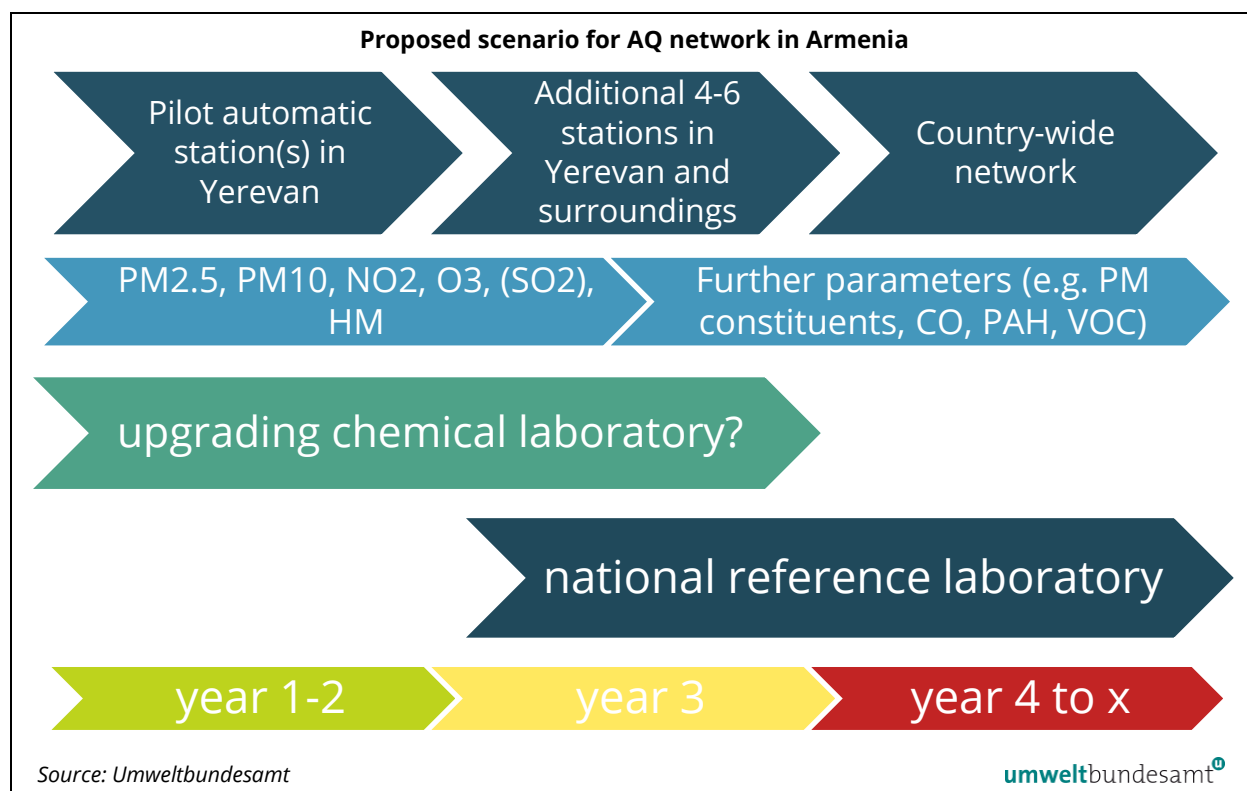 Proposed scenario for AQ network in Armenia
Pilot automatic
station(s) in
Yerevan
Additional 4-6
stations in
Yerevan and
surroundings
Country-wide
network
PM2.5, PM10, NO2, O3, (SO2),
HM
Further parameters (e.g. PM
constituents, CO, PAH, VOC)
upgrading chemical laboratory?
national reference laboratory
year 1-2
year 3
year 4 to x
Source: Umweltbundesamt
umweltbundesamt u